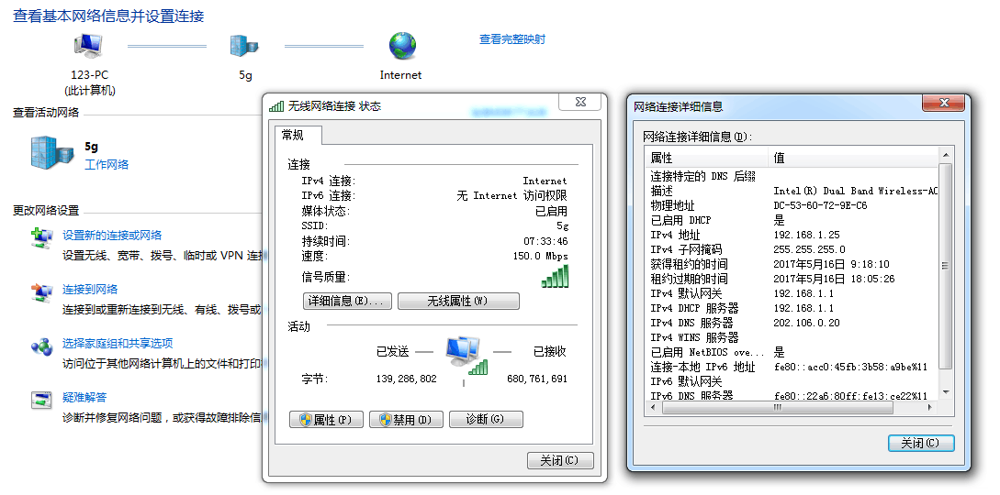 查看基本网络信息并设置连接
123-PC
(此计算机)
5g
Internet
查看完整映射
查看活动网络
5g
工作网络
更改网络设置
设置新的连接或网络
设置无线、宽带、拨号、临时或 VPN 连接
连接到网络
连接到或重新连接到无线、有线、拨号或
选择家庭组和共享选项
访问位于其他网络计算机上的文件和打印
疑难解答
诊断并修复网络问题，或获得故障排除信
无线网络连接 状态
常规
连接
IPv4 连接: Internet
IPv6 连接: 无 Internet 访问权限
媒体状态: 已启用
SSID: 5g
持续时间: 07:33:46
速度: 150.0 Mbps
信号质量:
详细信息(E)... 无线属性(W)
活动
已发送 — — 已接收
字节: 139,286,802 680,761,691
属性(P) 禁用(D) 诊断(G)
关闭(C)
网络连接详细信息
网络连接详细信息(D):
属性 值
连接特定的 DNS 后缀
描述 Intel(R) Dual Band Wireless-AC
物理地址 DC-53-60-72-9E-C6
已启用 DHCP 是
IPv4 地址 192.168.1.25
IPv4 子网掩码 255.255.255.0
获得租约的时间 2017年5月16日 9:18:10
租约过期的时间 2017年5月16日 18:05:26
IPv4 默认网关 192.168.1.1
IPv4 DHCP 服务器 192.168.1.1
IPv4 DNS 服务器 202.106.0.20
IPv4 WINS 服务器
已启用 NetBIOS ove... 是
连接-本地 IPv6 地址 fe80::acc0:45fb:3b58:a9be%11
IPv6 默认网关
IPv6 DNS 服务器 fe80::22a6:80ff:fe13:ce22%11
关闭(C)